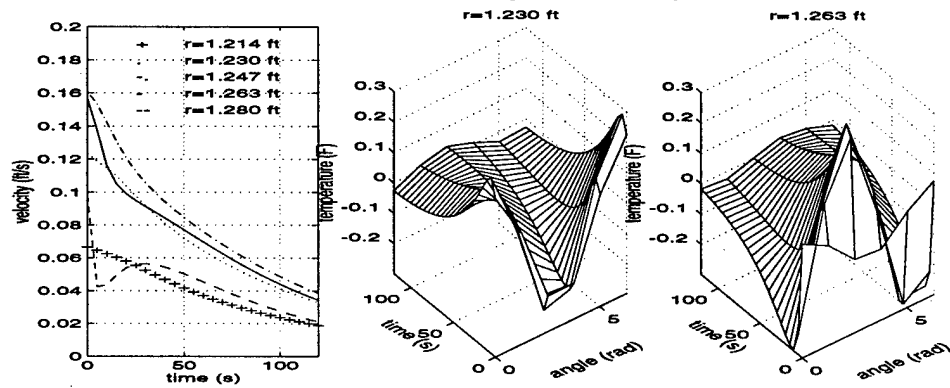 0.2
0.18
0.16
0.14
0.12
0.1
0.08
0.06
0.04
0.02
0
velocity (ft/s)
r=1.214 ft
r=1.230 ft
r=1.247 ft
r=1.263 ft
r=1.280 ft
0
50
100
time (s)
r=1.230 ft
0.3
0.2
0.1
0
-0.1
-0.2
temperature (F)
100
50
0
time (s)
0
5
angle (rad)
r=1.263 ft
0.3
0.2
0.1
0
-0.1
-0.2
temperature (F)
100
50
0
time (s)
0
5
angle (rad)